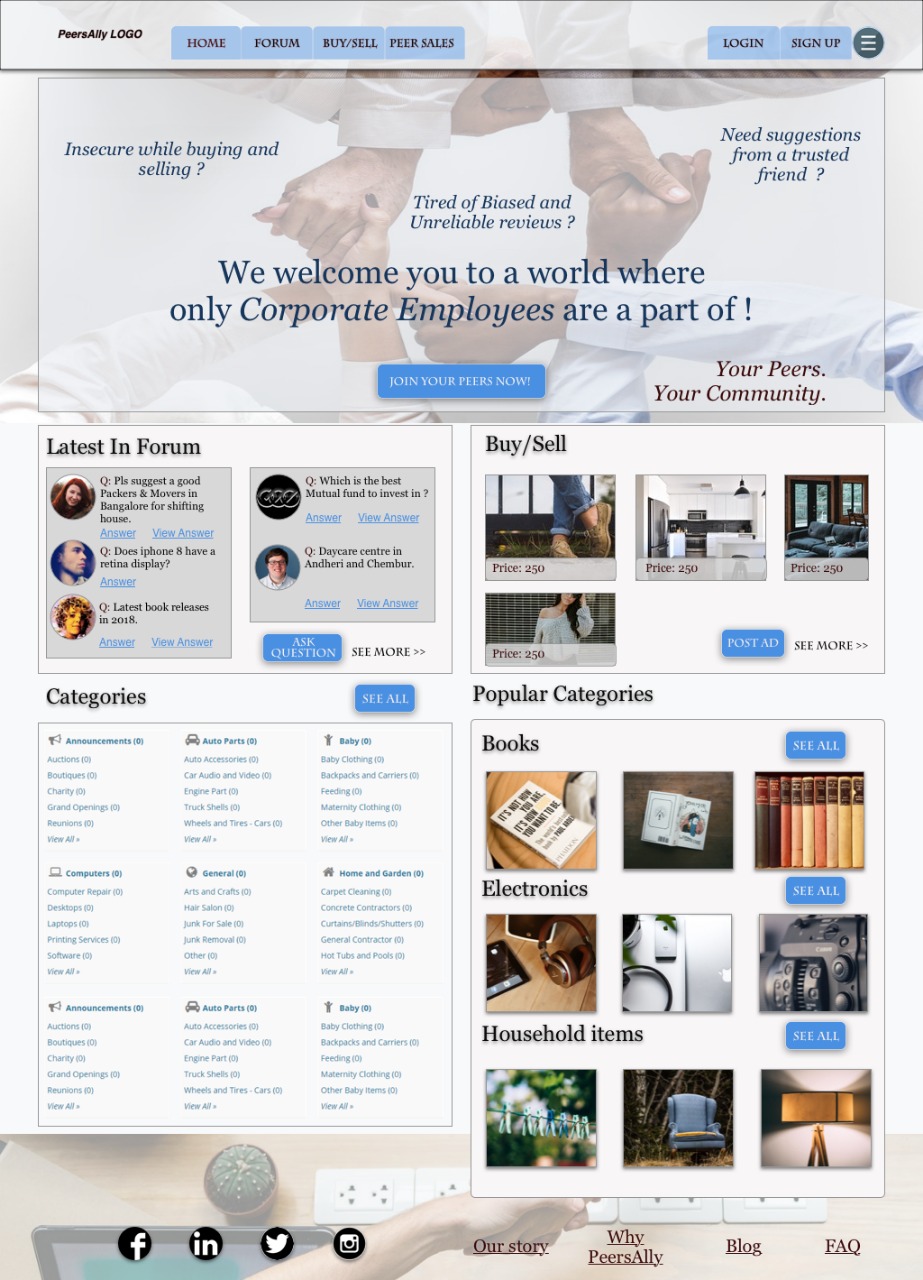 PeersAlly LOGO
HOME
FORUM
BUY/SELL
PEER SALES
LOGIN
SIGN UP
Insecure while buying and
selling ?
Need suggestions
from a trusted
friend ?
Tired of Biased and
Unreliable reviews ?
We welcome you to a world where
only Corporate Employees are a part of !
JOIN YOUR PEERS NOW!
Your Peers.
Your Community.
Latest In Forum
Q: Pls suggest a good
Packers & Movers in
Bangalore for shifting
house.
Answer View Answer
Q: Does iphone 8 have a
retina display?
Answer
Q: Latest book releases
in 2018.
Answer View Answer
Q: Which is the best
Mutual fund to invest in ?
Answer View Answer
Q: Daycare centre in
Andheri and Chembur.
Answer View Answer
ASK
QUESTION
SEE MORE >>
Buy/Sell
Price: 250
Price: 250
Price: 250
Price: 250
POST AD
SEE MORE >>
Categories
SEE ALL
Announcements (0)
Auctions (0)
Boutiques (0)
Charity (0)
Grand Openings (0)
Reunions (0)
View All »
Auto Parts (0)
Auto Accessories (0)
Car Audio and Video (0)
Engine Part (0)
Truck Shells (0)
Wheels and Tires - Cars (0)
View All »
Baby (0)
Baby Clothing (0)
Backpacks and Carriers (0)
Feeding (0)
Maternity Clothing (0)
Other Baby Items (0)
View All »
Computers (0)
Computer Repair (0)
Desktops (0)
Laptops (0)
Printing Services (0)
Software (0)
View All »
General (0)
Arts and Crafts (0)
Hair Salon (0)
Junk For Sale (0)
Junk Removal (0)
Other (0)
View All »
Home and Garden (0)
Carpet Cleaning (0)
Concrete Contractors (0)
Curtains/Blinds/Shutters (0)
General Contractor (0)
Hot Tubs and Pools (0)
View All »
Announcements (0)
Auctions (0)
Boutiques (0)
Charity (0)
Grand Openings (0)
Reunions (0)
View All »
Auto Parts (0)
Auto Accessories (0)
Car Audio and Video (0)
Engine Part (0)
Truck Shells (0)
Wheels and Tires - Cars (0)
View All »
Baby (0)
Baby Clothing (0)
Backpacks and Carriers (0)
Feeding (0)
Maternity Clothing (0)
Other Baby Items (0)
View All »
Popular Categories
Books
SEE ALL
IT'S NOT HOW
YOU ARE,
IT'S HOW
YOU WANT TO BE.
Electronics
SEE ALL
Canon
Household items
SEE ALL
Our story
Why
PeersAlly
Blog
FAQ